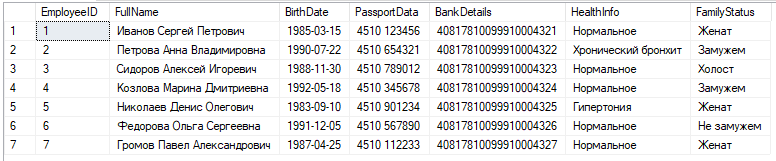 EmployeeID FullName BirthDate PassportData BankDetails HealthInfo FamilyStatus
1 1 Иванов Сергей Петрович 1985-03-15 4510 123456 40817810099910004321 Нормальное Женат
2 2 Петрова Анна Владимировна 1990-07-22 4510 654321 40817810099910004322 Хронический бронхит Замужем
3 3 Сидоров Алексей Игоревич 1988-11-30 4510 789012 40817810099910004323 Нормальное Холост
4 4 Козлова Марина Дмитриевна 1992-05-18 4510 345678 40817810099910004324 Нормальное Замужем
5 5 Николаев Денис Олегович 1983-09-10 4510 901234 40817810099910004325 Гипертония Женат
6 6 Федорова Ольга Сергеевна 1991-12-05 4510 567890 40817810099910004326 Нормальное Не замужем
7 7 Громов Павел Александрович 1987-04-25 4510 112233 40817810099910004327 Нормальное Женат